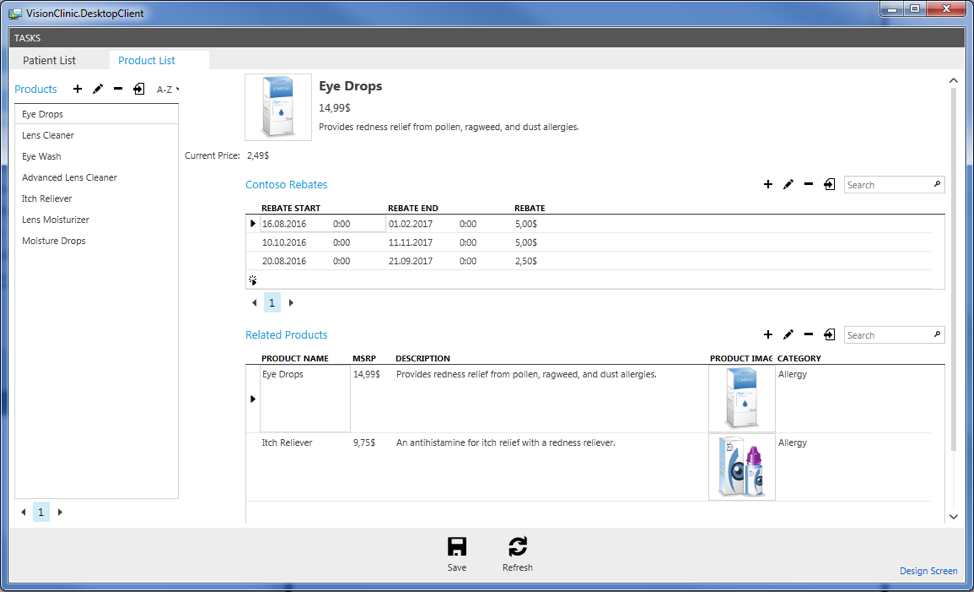 VisionClinic.DesktopClient
TASKS
Patient List Product List
Products A-Z
Eye Drops
Lens Cleaner
Eye Wash
Advanced Lens Cleaner
Itch Reliever
Lens Moisturizer
Moisture Drops
1
Eye Drops
14,99$
Provides redness relief from pollen, ragweed, and dust allergies.
Current Price: 2,49$
Contoso Rebates Search
REBATE START REBATE END REBATE
16.08.2016 0:00 01.02.2017 0:00 5,00$
10.10.2016 0:00 11.11.2017 0:00 5,00$
20.08.2016 0:00 21.09.2017 0:00 2,50$
1
Related Products Search
PRODUCT NAME MSRP DESCRIPTION PRODUCT IMAG CATEGORY
Eye Drops 14,99$ Provides redness relief from pollen, ragweed, and dust allergies. Allergy
Itch Reliever 9,75$ An antihistamine for itch relief with a redness reliever. Allergy
Save Refresh
Design Screen